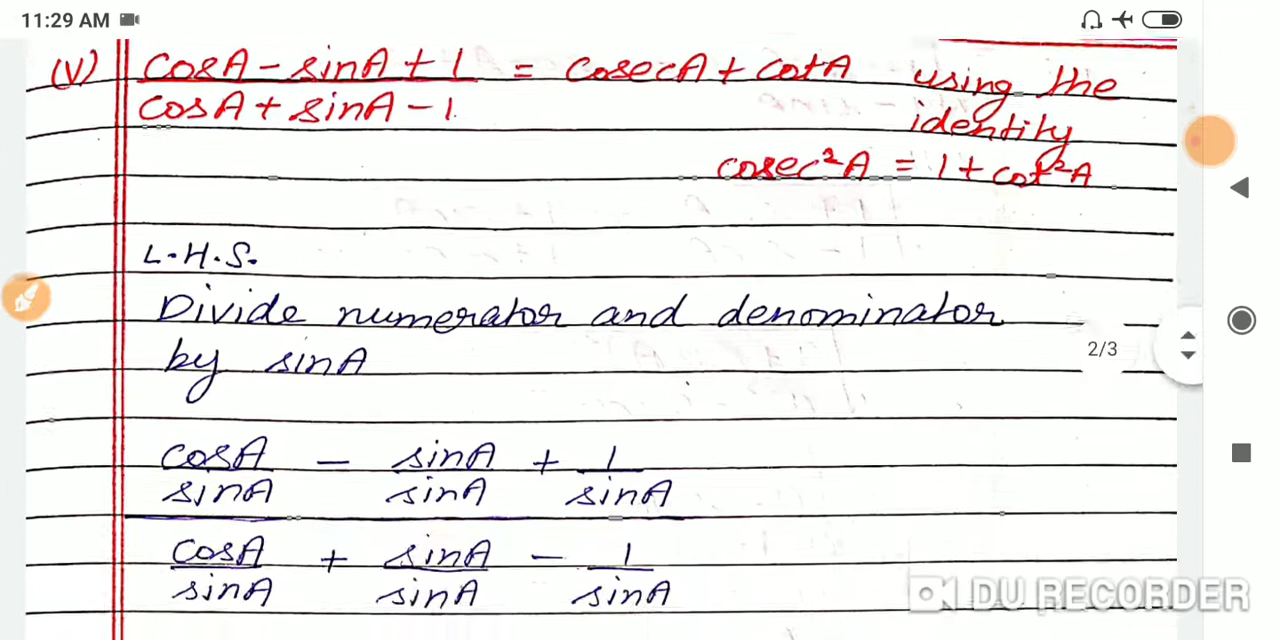 11:29 AM
(V) cosA - sinA + 1 = cosecA + cotA using the
cosA + sinA - 1 identity
cosec²A = 1 + cot²A
L.H.S.
Divide numerator and denominator
by sinA
2/3
cosA - sinA + 1
sinA sinA sinA
cosA + sinA - 1
sinA sinA sinA
DU RECORDER